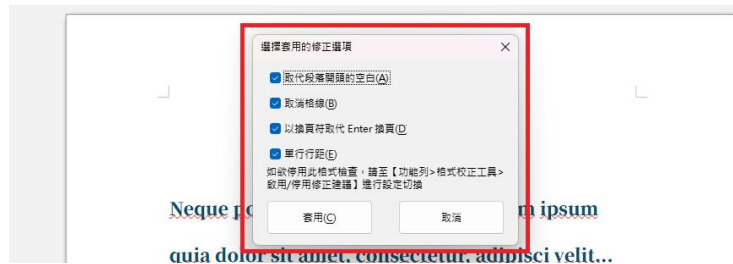 選擇套用的修正選項
取代段落開頭的空白(A)
取消格線(B)
以換頁符取代 Enter 換頁(D
單行行距(E)
如欲停用此格式檢查，請至【功能列>格式校正工具>
啟用/停用修正建議】進行設定切換
套用(C) 取消
Neque po m ipsum
quia dolor sit amet, consectetur, adipisci velit...